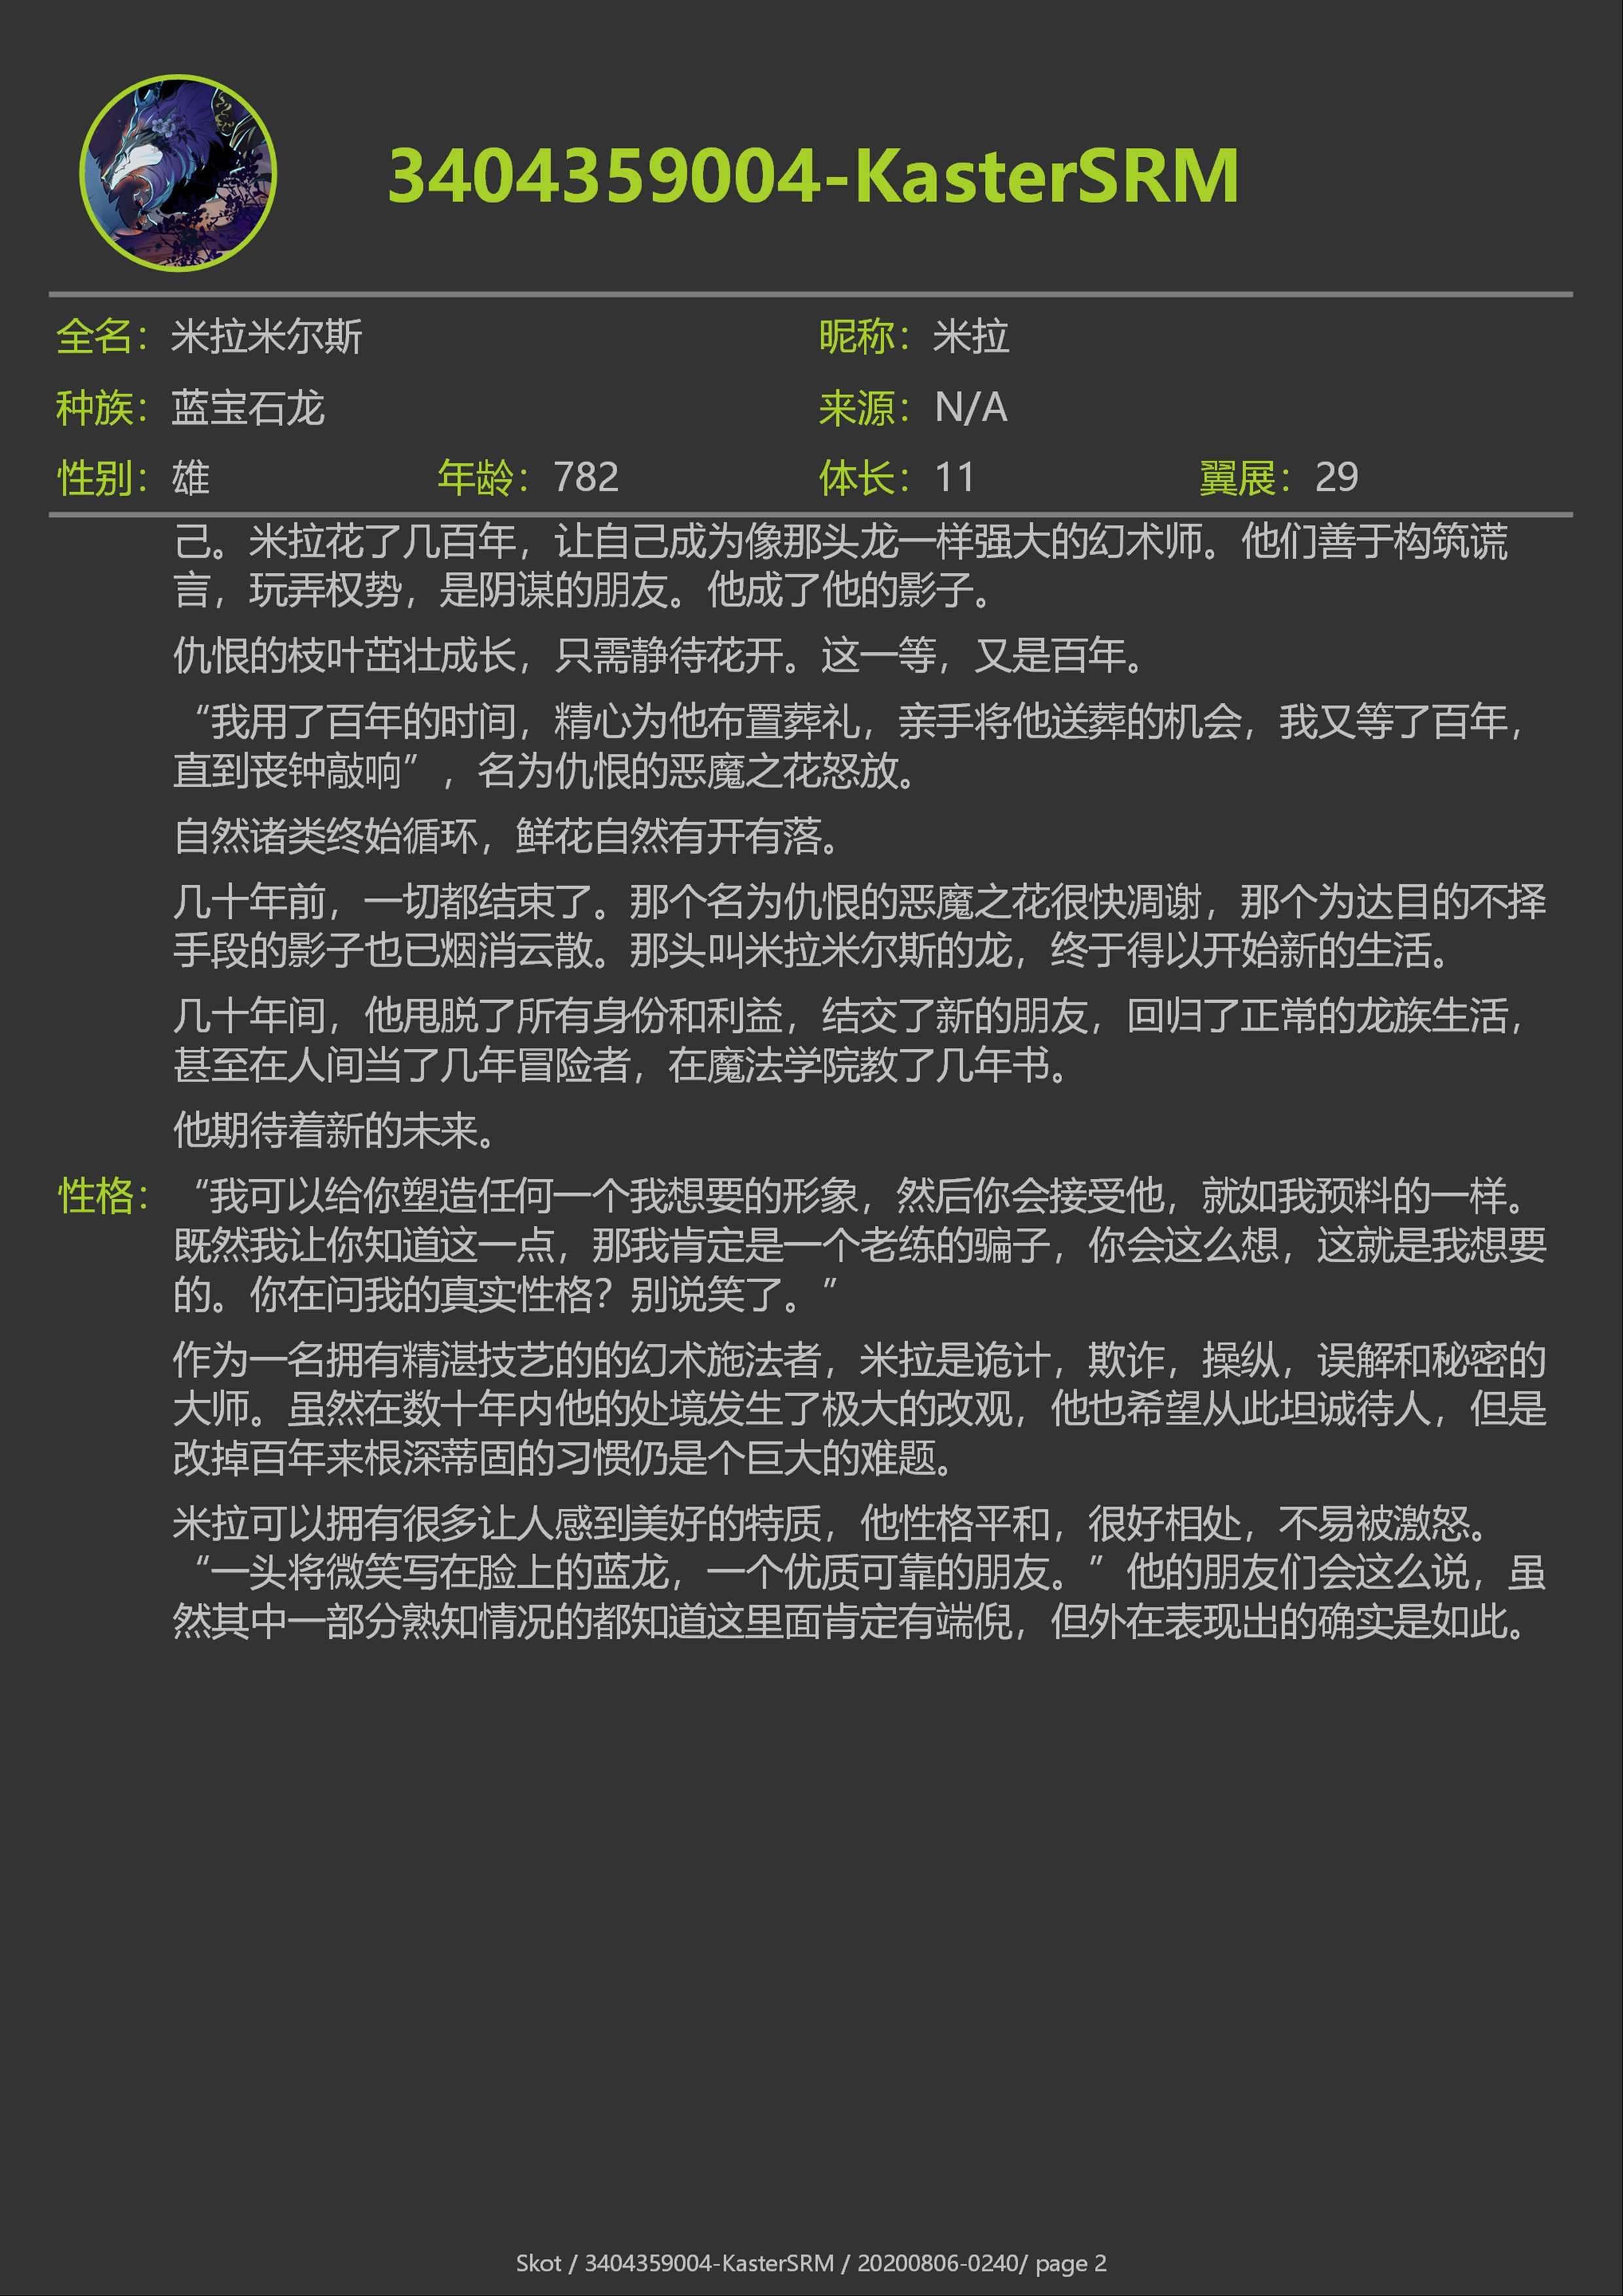 3404359004-KasterSRM
全名：米拉米尔斯 昵称：米拉
种族：蓝宝石龙 来源：N/A
性别：雄 年龄：782 体长：11 翼展：29
己。米拉花了几百年，让自己成为像那头龙一样强大的幻术师。他们善于构筑谎
言，玩弄权势，是阴谋的朋友。他成了他的影子。
仇恨的枝叶茁壮成长，只需静待花开。这一等，又是百年。
“我用了百年的时间，精心为他布置葬礼，亲手将他送葬的机会，我又等了百年，
直到丧钟敲响”，名为仇恨的恶魔之花怒放。
自然诸类终始循环，鲜花自然有开有落。
几十年前，一切都结束了。那个名为仇恨的恶魔之花很快凋谢，那个为达目的不择
手段的影子也已烟消云散。那头叫米拉米尔斯的龙，终于得以开始新的生活。
几十年间，他甩脱了所有身份和利益，结交了新的朋友，回归了正常的龙族生活，
甚至在人间当了几年冒险者，在魔法学院教了几年书。
他期待着新的未来。
性格：“我可以给你塑造任何一个我想要的形象，然后你会接受他，就如我预料的一样。
既然我让你知道这一点，那我肯定是一个老练的骗子，你会这么想，这就是我想要
的。你在问我的真实性格？别说笑了。”
作为一名拥有精湛技艺的的幻术施法者，米拉是诡计，欺诈，操纵，误解和秘密的
大师。虽然在数十年内他的处境发生了极大的改观，他也希望从此坦诚待人，但是
改掉百年来根深蒂固的习惯仍是个巨大的难题。
米拉可以拥有很多让人感到美好的特质，他性格平和，很好相处，不易被激怒。
“一头将微笑写在脸上的蓝龙，一个优质可靠的朋友。”他的朋友们会这么说，虽
然其中一部分熟知情况的都知道这里面肯定有端倪，但外在表现出的确实是如此。
Skot / 3404359004-KasterSRM / 20200806-0240/ page 2